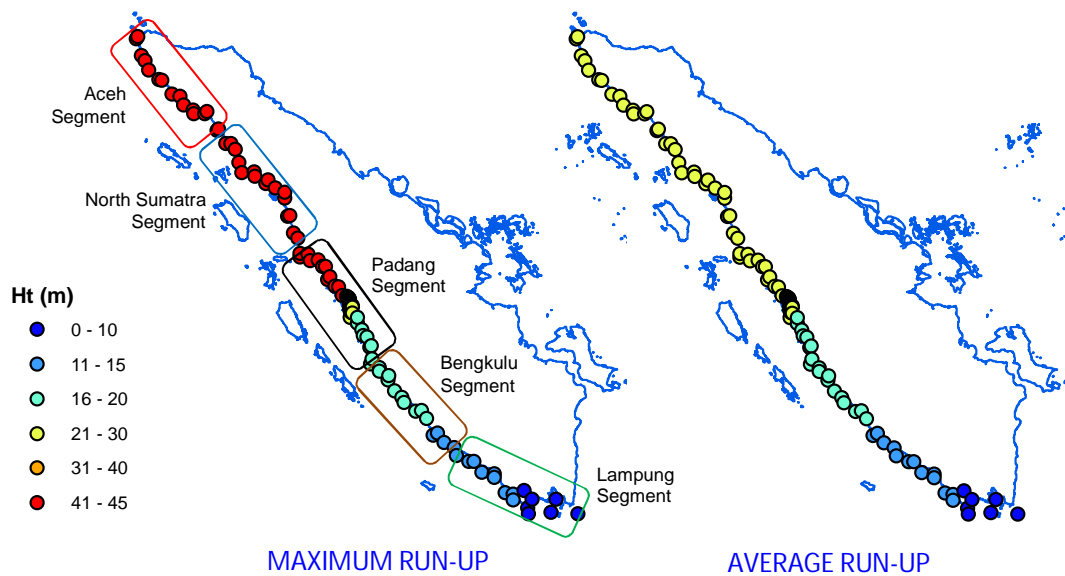 Aceh
Segment
North Sumatra
Segment
Padang
Segment
Ht (m)
0 - 10
11 - 15
16 - 20
21 - 30
31 - 40
41 - 45
Bengkulu
Segment
Lampung
Segment
MAXIMUM RUN-UP
AVERAGE RUN-UP